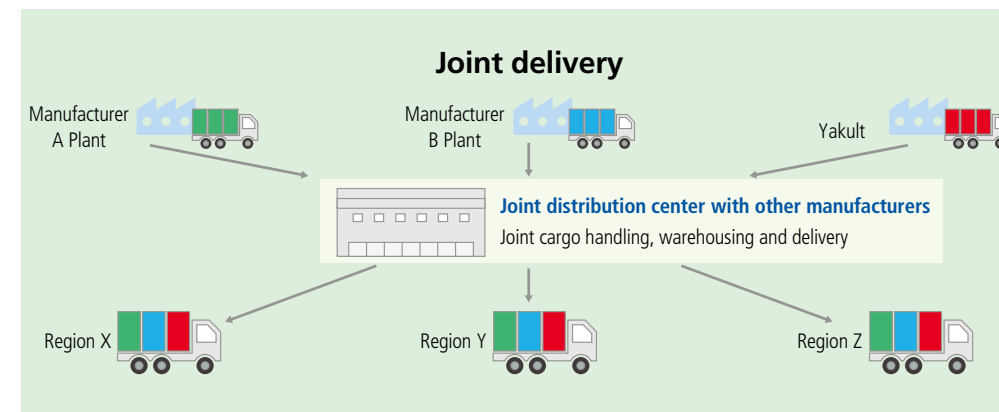 Joint delivery
Manufacturer
A Plant
Manufacturer
B Plant
Yakult
Joint distribution center with other manufacturers
Joint cargo handling, warehousing and delivery
Region X
Region Y
Region Z